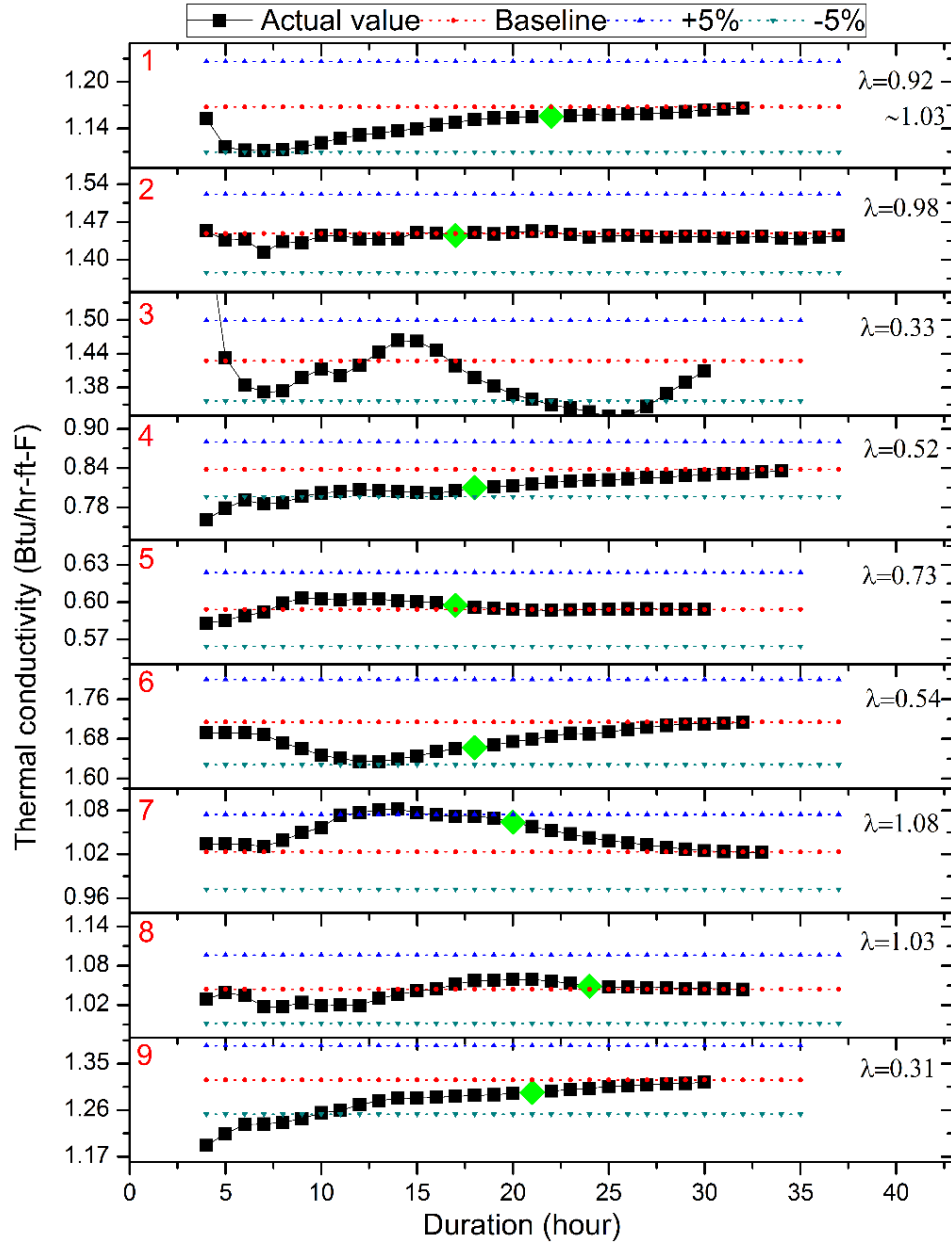 Actual value Baseline +5% -5%
1
1.20
1.14
λ=0.92
~1.03
2
1.54
1.47
1.40
λ=0.98
3
1.50
1.44
1.38
λ=0.33
4
0.90
0.84
0.78
λ=0.52
5
0.63
0.60
0.57
λ=0.73
6
1.76
1.68
1.60
λ=0.54
7
1.08
1.02
0.96
λ=1.08
8
1.14
1.08
1.02
λ=1.03
9
1.35
1.26
1.17
λ=0.31
0 5 10 15 20 25 30 35 40
Duration (hour)
Thermal conductivity (Btu/hr-ft-F)